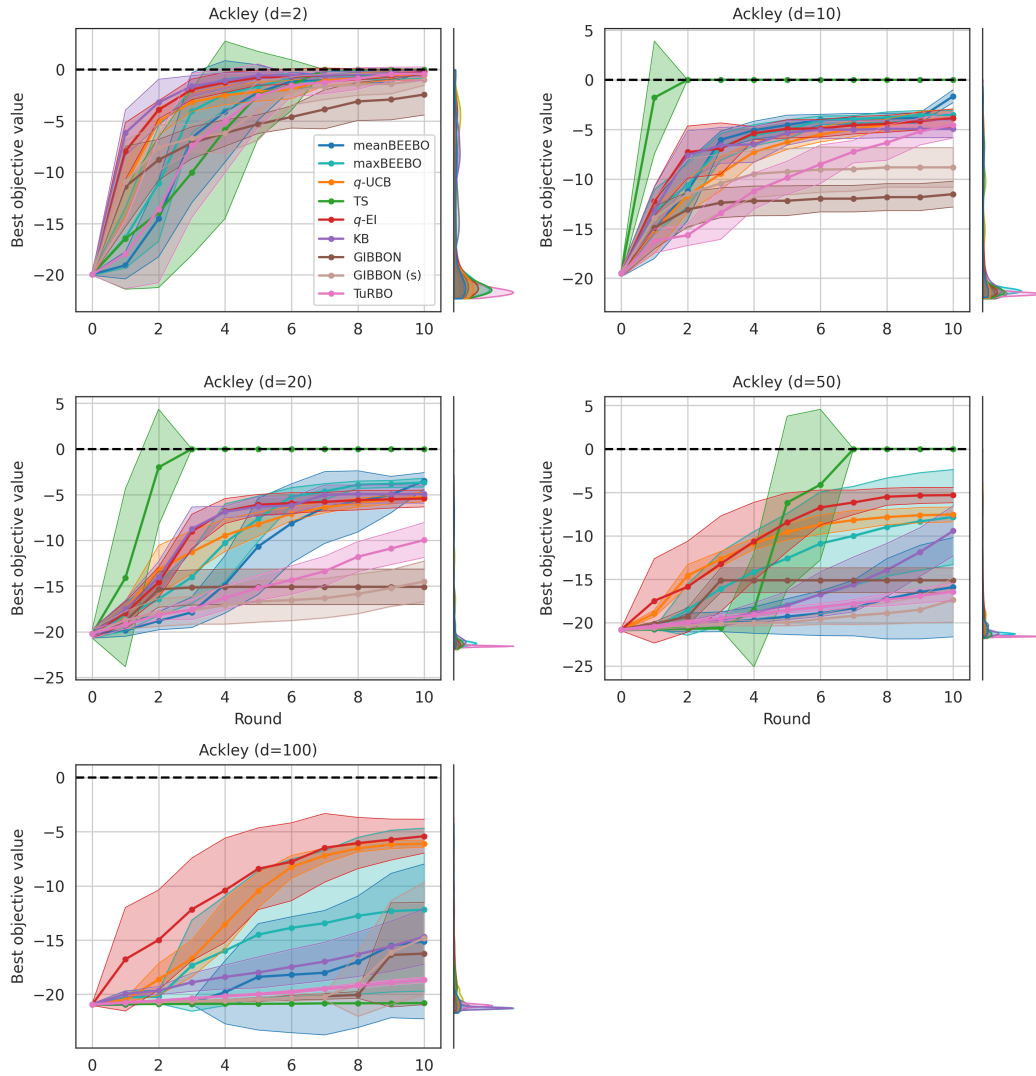 Ackley (d=2)
Best objective value
0
−5
−10
−15
−20
0 2 4 6 8 10
meanBEEBO
maxBEEBO
q-UCB
TS
q-EI
KB
GIBBON
GIBBON (s)
TuRBO
Ackley (d=10)
Best objective value
5
0
−5
−10
−15
−20
0 2 4 6 8 10
Ackley (d=20)
Best objective value
5
0
−5
−10
−15
−20
−25
0 2 4 6 8 10
Round
Ackley (d=50)
Best objective value
5
0
−5
−10
−15
−20
−25
0 2 4 6 8 10
Round
Ackley (d=100)
Best objective value
0
−5
−10
−15
−20
0 2 4 6 8 10